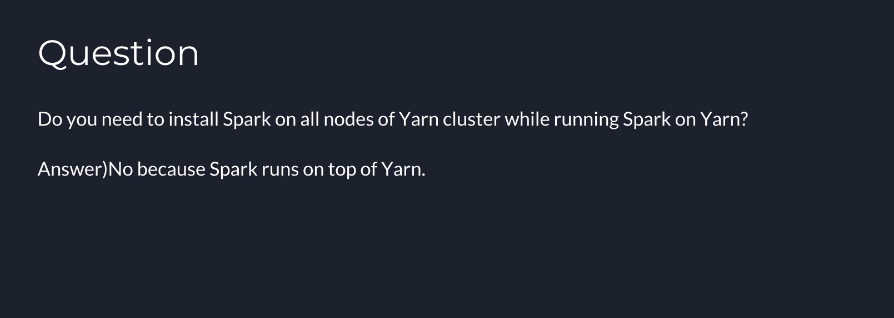 Question
Do you need to install Spark on all nodes of Yarn cluster while running Spark on Yarn?
Answer)No because Spark runs on top of Yarn.